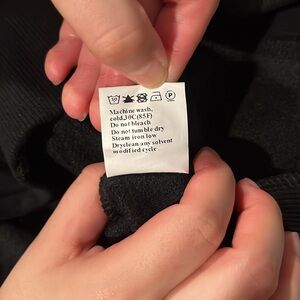 30 P
Machine wash,
cold,30C(85F)
Do not bleach
Do not tumble dry
Steam iron low
Dryclean any solvent
modified cycle